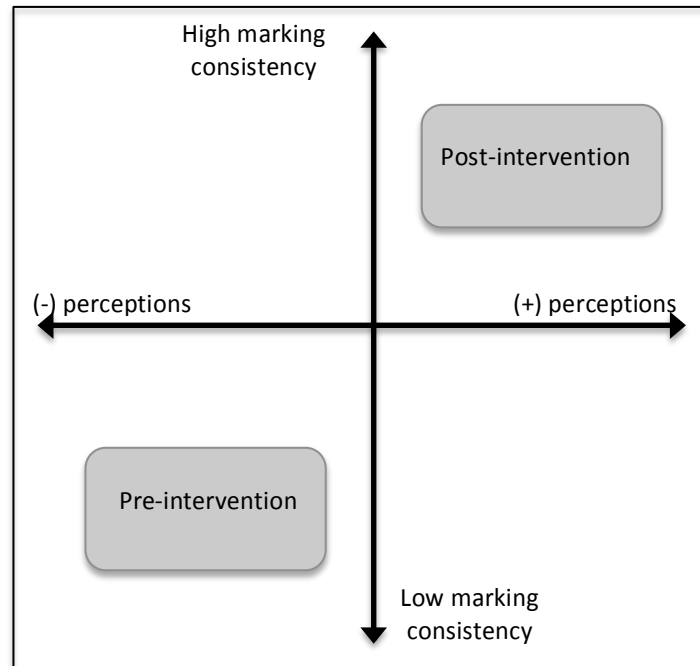 High marking
consistency
Post-intervention
(-) perceptions
(+) perceptions
Pre-intervention
Low marking
consistency